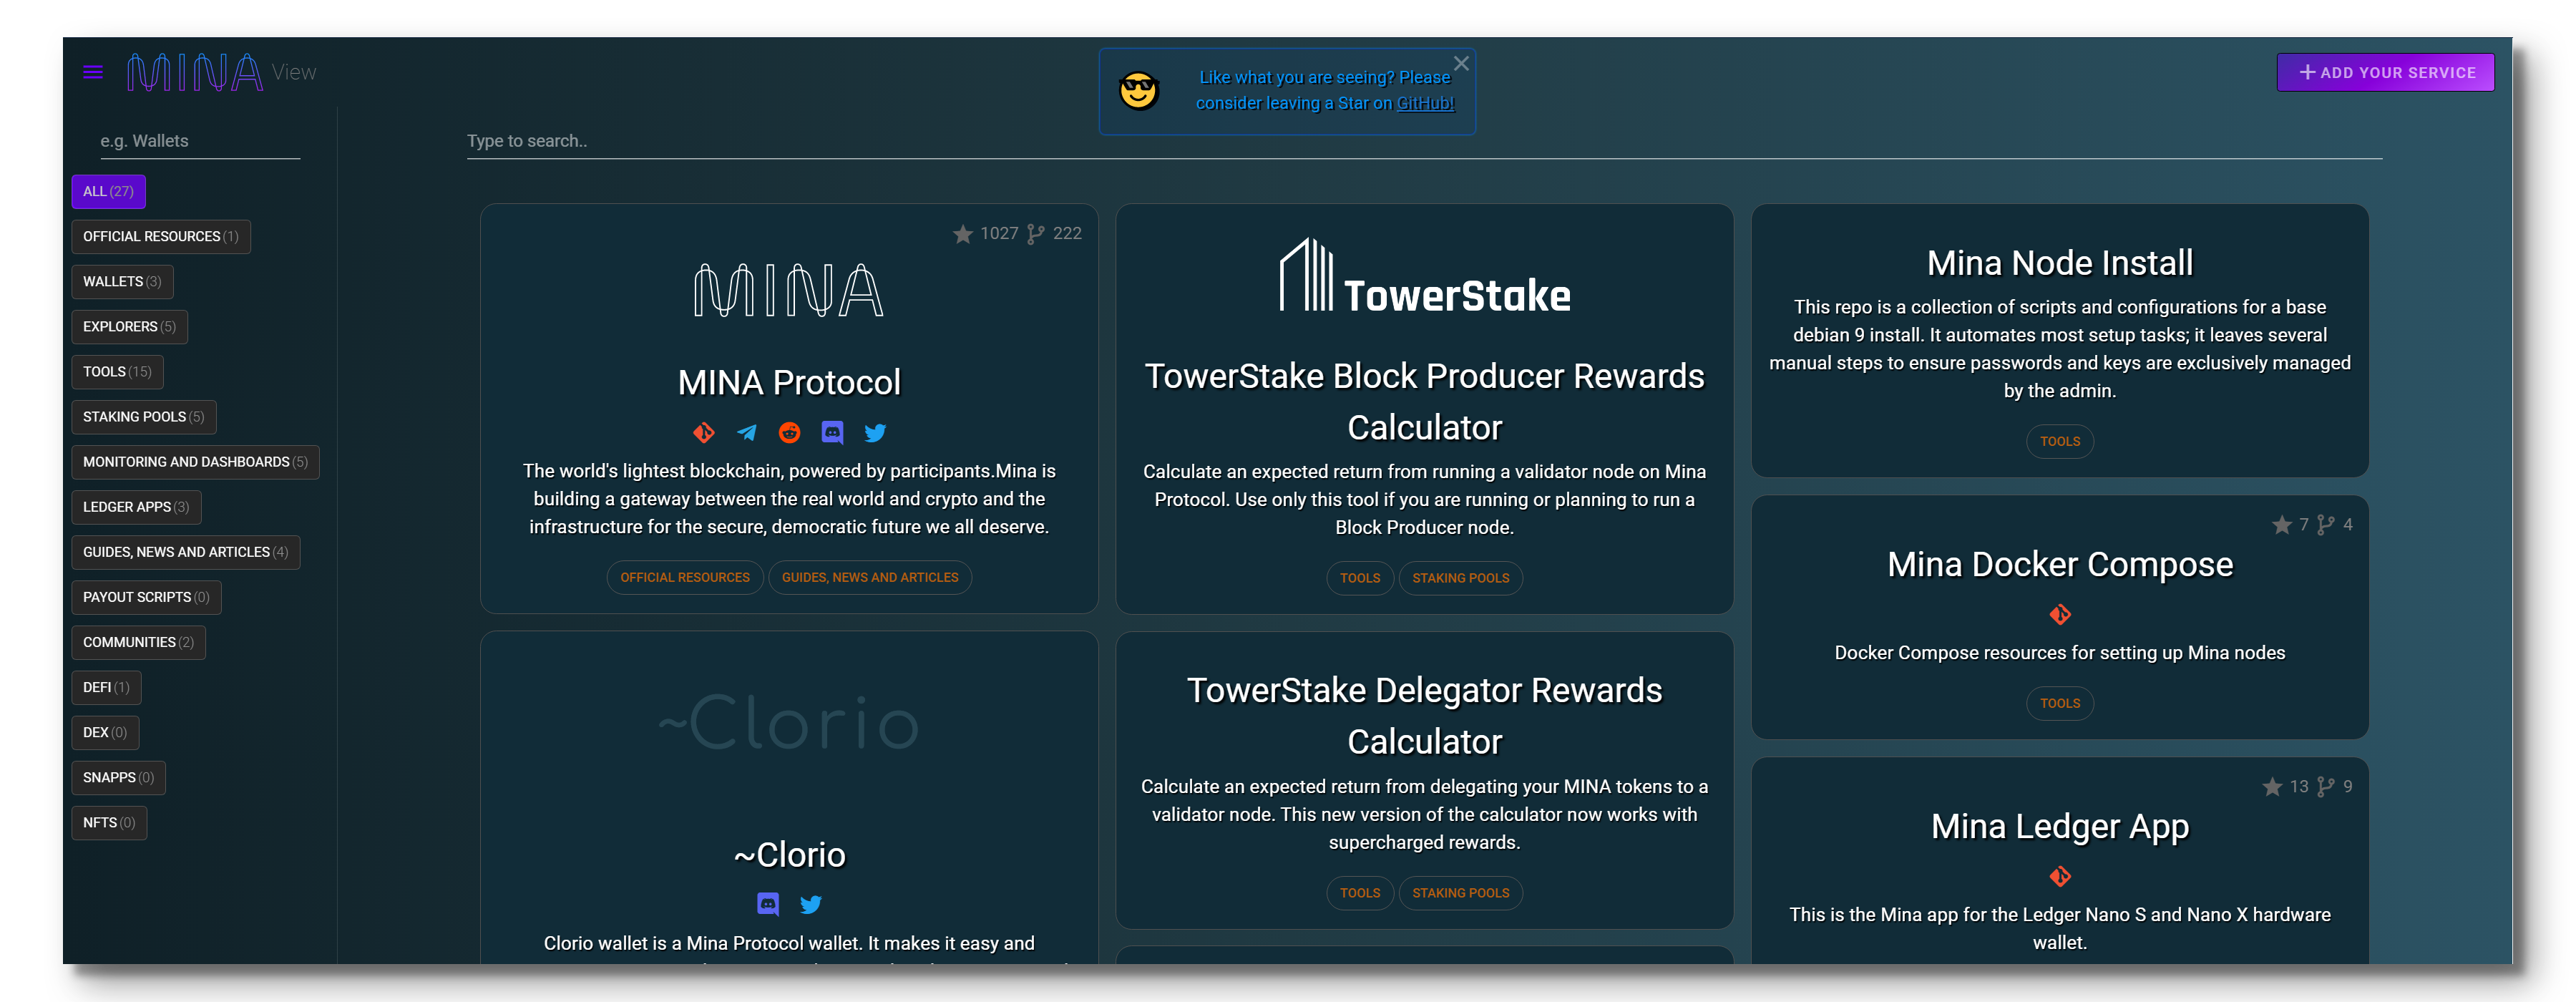 MINA View
Like what you are seeing? Please
consider leaving a Star on GitHub!
ADD YOUR SERVICE
e.g. Wallets
Type to search..
ALL (27)
OFFICIAL RESOURCES (1)
WALLETS (3)
EXPLORERS (5)
TOOLS (15)
STAKING POOLS (5)
MONITORING AND DASHBOARDS (5)
LEDGER APPS (3)
GUIDES, NEWS AND ARTICLES (4)
PAYOUT SCRIPTS (0)
COMMUNITIES (2)
DEFI (1)
DEX (0)
SNAPPS (0)
NFTS (0)
1027 222
MINA
MINA Protocol
The world's lightest blockchain, powered by participants.Mina is
building a gateway between the real world and crypto and the
infrastructure for the secure, democratic future we all deserve.
OFFICIAL RESOURCES GUIDES, NEWS AND ARTICLES
~Clorio
~Clorio
Clorio wallet is a Mina Protocol wallet. It makes it easy and
TowerStake
TowerStake Block Producer Rewards
Calculator
Calculate an expected return from running a validator node on Mina
Protocol. Use only this tool if you are running or planning to run a
Block Producer node.
TOOLS STAKING POOLS
TowerStake Delegator Rewards
Calculator
Calculate an expected return from delegating your MINA tokens to a
validator node. This new version of the calculator now works with
supercharged rewards.
TOOLS STAKING POOLS
Mina Node Install
This repo is a collection of scripts and configurations for a base
debian 9 install. It automates most setup tasks; it leaves several
manual steps to ensure passwords and keys are exclusively managed
by the admin.
TOOLS
7 4
Mina Docker Compose
Docker Compose resources for setting up Mina nodes
TOOLS
13 9
Mina Ledger App
This is the Mina app for the Ledger Nano S and Nano X hardware
wallet.